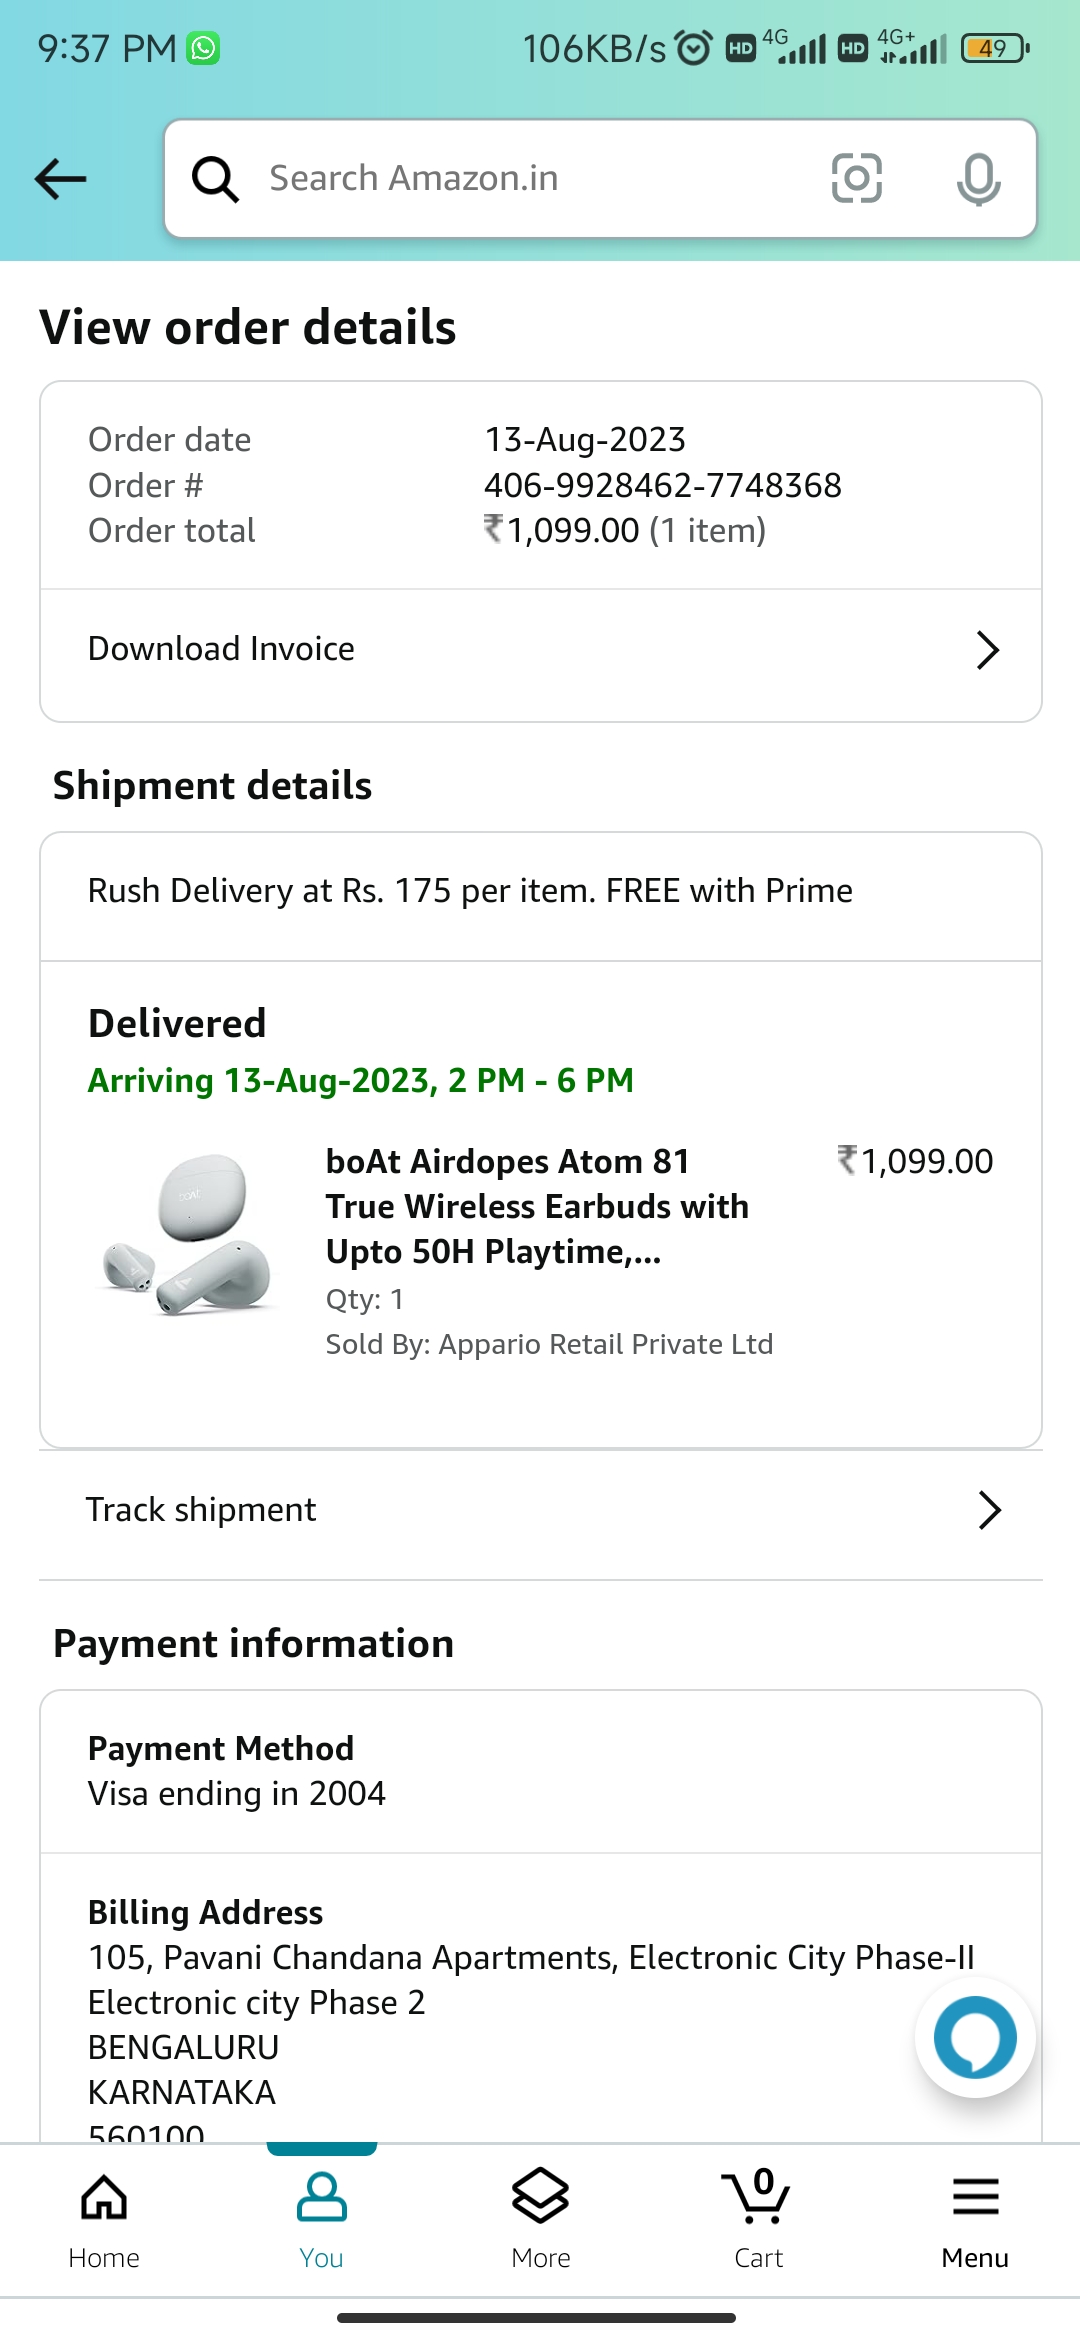 9:37 PM
106KB/s HD 4G HD 4G+ 49
Search Amazon.in
View order details
Order date 13-Aug-2023
Order # 406-9928462-7748368
Order total ₹1,099.00 (1 item)
Download Invoice
Shipment details
Rush Delivery at Rs. 175 per item. FREE with Prime
Delivered
Arriving 13-Aug-2023, 2 PM - 6 PM
boAt Airdopes Atom 81 ₹1,099.00
True Wireless Earbuds with
Upto 50H Playtime,...
Qty: 1
Sold By: Appario Retail Private Ltd
Track shipment
Payment information
Payment Method
Visa ending in 2004
Billing Address
105, Pavani Chandana Apartments, Electronic City Phase-II
Electronic city Phase 2
BENGALURU
KARNATAKA
560100
0
Home You More Cart Menu